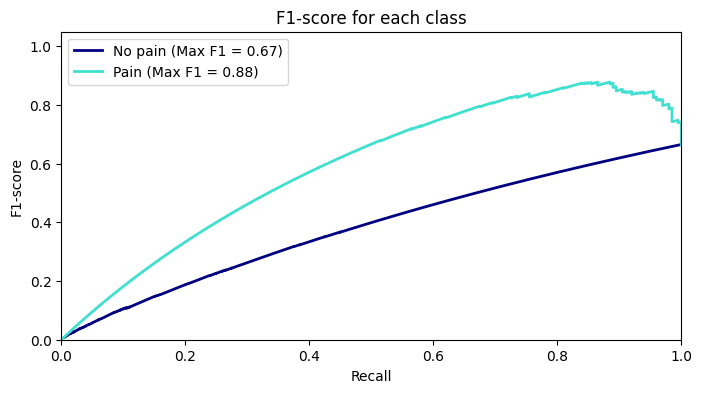 F1-score for each class
No pain (Max F1 = 0.67)
Pain (Max F1 = 0.88)
1.0
0.8
0.6
0.4
0.2
0.0
F1-score
0.0 0.2 0.4 0.6 0.8 1.0
Recall